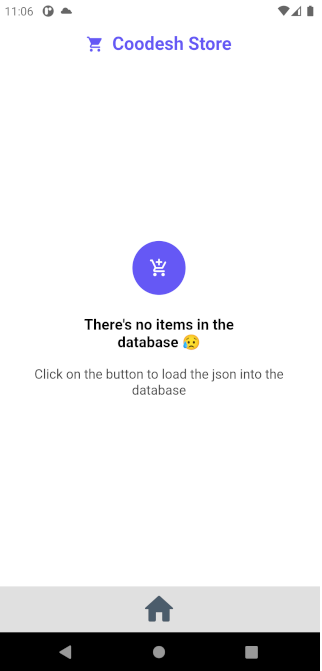 11:06
Coodesh Store
There's no items in the
database 😥
Click on the button to load the json into the
database